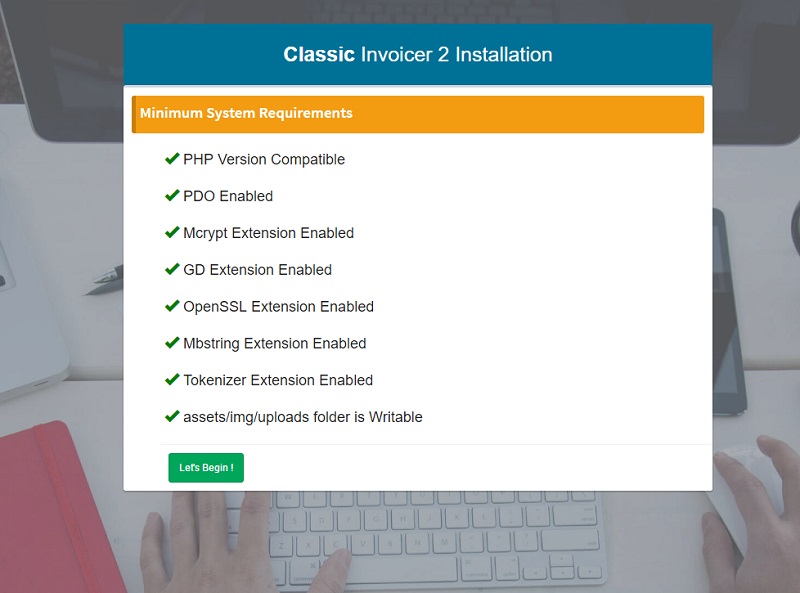 Classic Invoicer 2 Installation
Minimum System Requirements
PHP Version Compatible
PDO Enabled
Mcrypt Extension Enabled
GD Extension Enabled
OpenSSL Extension Enabled
Mbstring Extension Enabled
Tokenizer Extension Enabled
assets/img/uploads folder is Writable
Let's Begin !